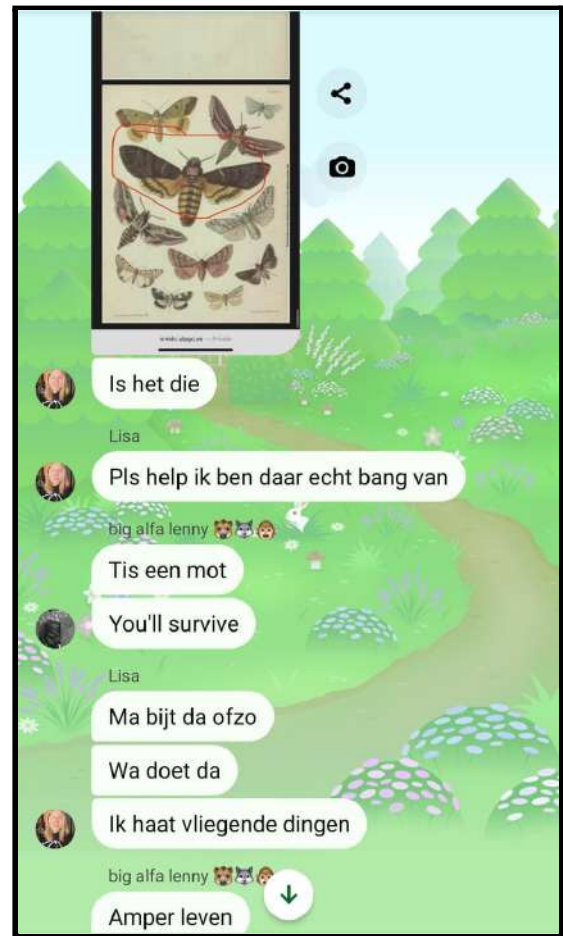 Is het die
Lisa
Pls help ik ben daar echt bang van
big alfa lenny 🐻🐺🐵
Tis een mot
You'll survive
Lisa
Ma bijt da ofzo
Wa doet da
Ik haat vliegende dingen
big alfa lenny 🐻🐺🐵
Amper leven